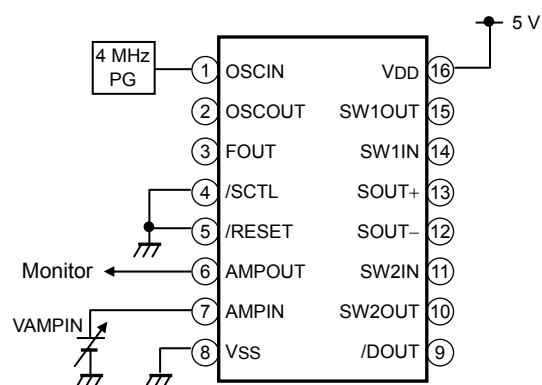 5 V
4 MHz
PG
1 OSCIN
VDD 16
2 OSCOUT
SW1OUT 15
3 FOUT
SW1IN 14
4 /SCTL
SOUT+ 13
5 /RESET
SOUT− 12
Monitor
6 AMPOUT
SW2IN 11
7 AMPIN
SW2OUT 10
VAMPIN
8 VSS
/DOUT 9